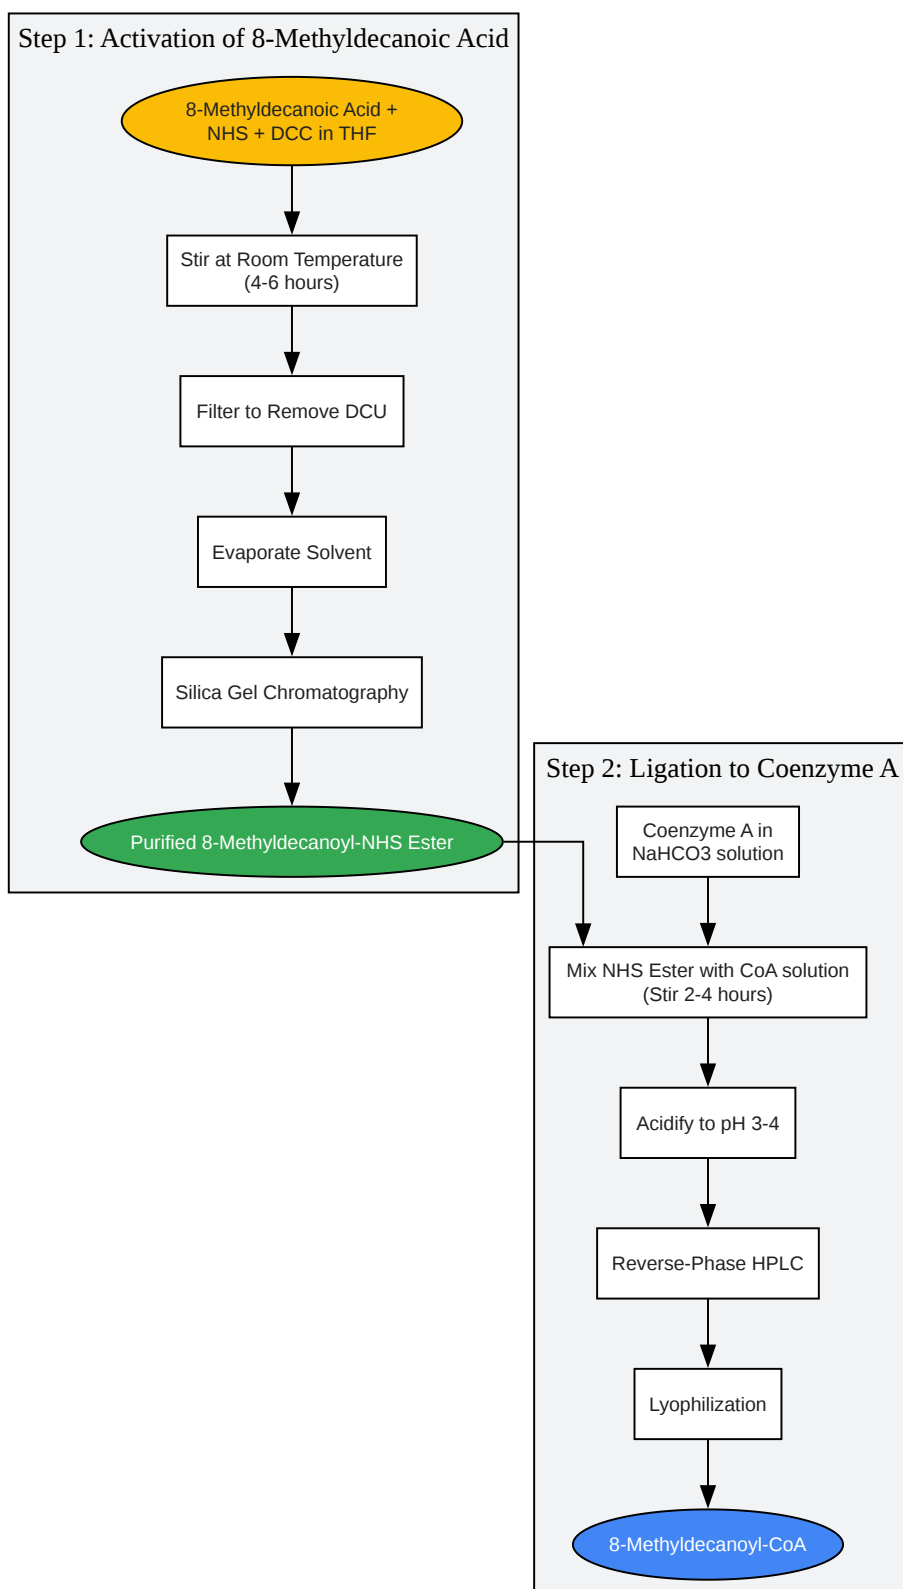 Step 1: Activation of 8-Methyldecanoic Acid
8-Methyldecanoic Acid +
NHS + DCC in THF
Stir at Room Temperature
(4-6 hours)
Filter to Remove DCU
Evaporate Solvent
Silica Gel Chromatography
Purified 8-Methyldecanoyl-NHS Ester
Step 2: Ligation to Coenzyme A
Coenzyme A in
NaHCO3 solution
Mix NHS Ester with CoA solution
(Stir 2-4 hours)
Acidify to pH 3-4
Reverse-Phase HPLC
Lyophilization
8-Methyldecanoyl-CoA